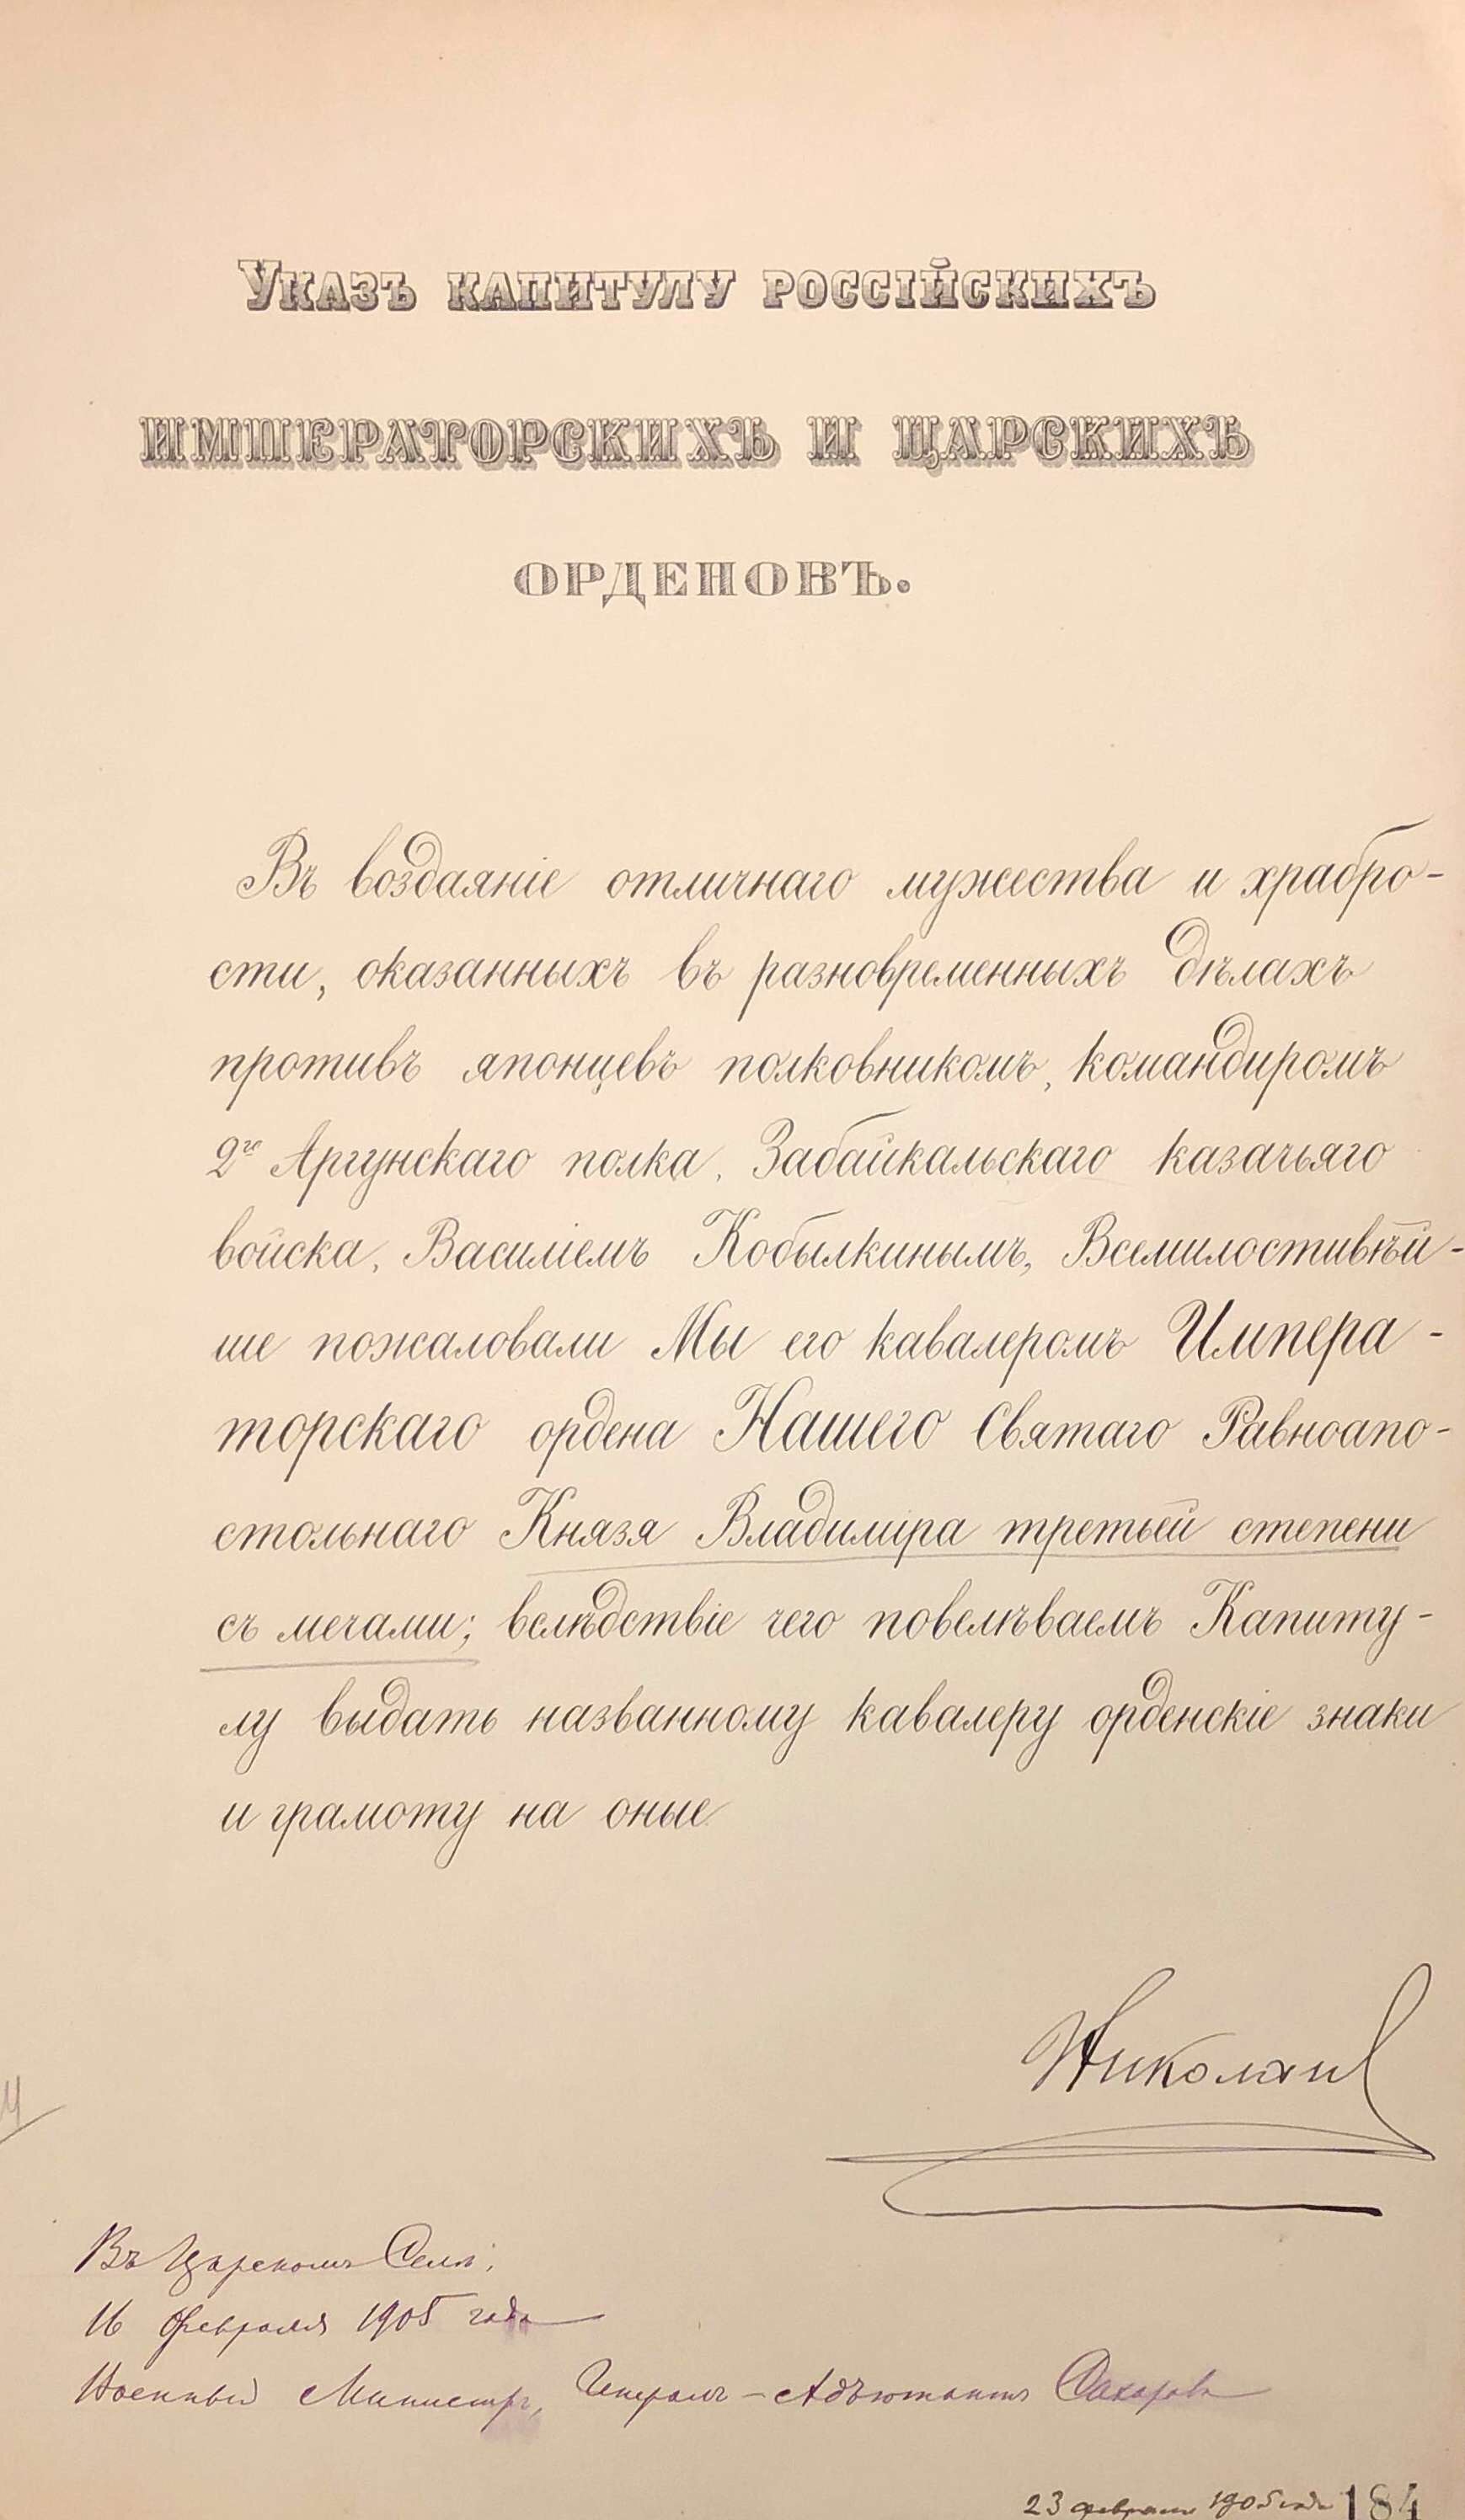 Указъ капитулу россійскихъ
императорскихъ и царскихъ
орденовъ.
Въ воздаяніе отличнаго мужества и храбро-
сти, оказанныхъ въ разновременныхъ дѣлахъ
противъ японцевъ полковникомъ, командиромъ
2го Аргунскаго полка, Забайкальскаго казачьяго
войска, Василіемъ Кобылкинымъ, Всемилостивѣй-
ше пожаловали Мы его кавалеромъ Импера-
торскаго ордена Нашего Святаго Равноапо-
стольнаго Князя Владиміра третьей степени
съ мечами; вслѣдствіе чего повелѣваемъ Капиту-
лу выдать названному кавалеру орденскіе знаки
и грамоту на оные.
Николай
Въ Царскомъ Селѣ,
16 февраля 1905 года
Военный Министръ, Генералъ-Адъютантъ Сахаровъ
23 февраля 1905 года 184